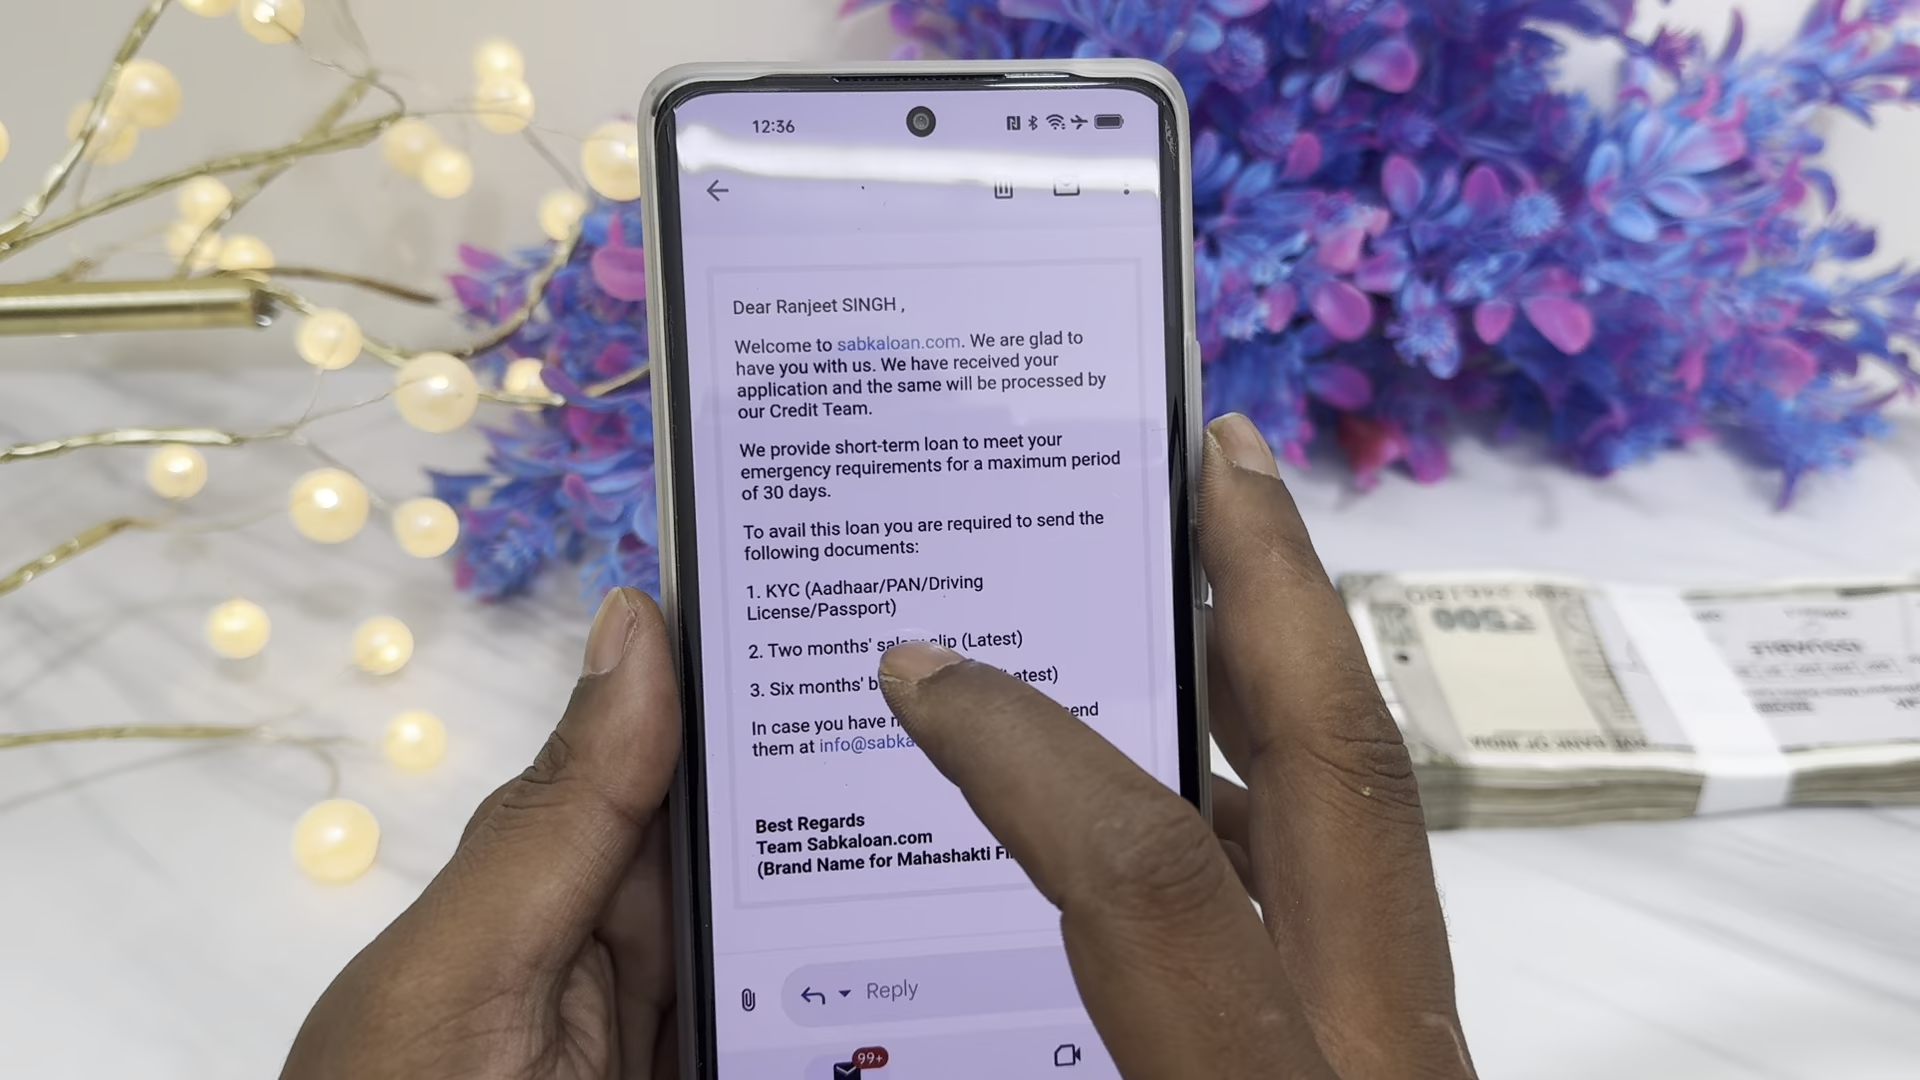 12:36
Dear Ranjeet SINGH ,
Welcome to sabkaloan.com. We are glad to
have you with us. We have received your
application and the same will be processed by
our Credit Team.
We provide short-term loan to meet your
emergency requirements for a maximum period
of 30 days.
To avail this loan you are required to send the
following documents:
1. KYC (Aadhaar/PAN/Driving
License/Passport)
2. Two months' slip (Latest)
3. Six months'
In case you have
them at
Best Regards
Team Sabkaloan.com
(Brand Name for Mahashakti
Reply
99+